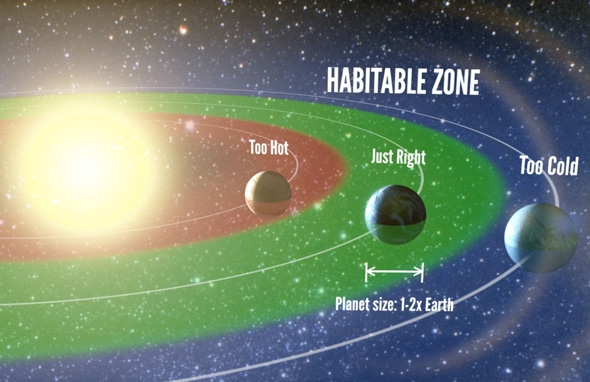 HABITABLE ZONE
Too Hot
Just Right
Too Cold
Planet size: 1-2x Earth